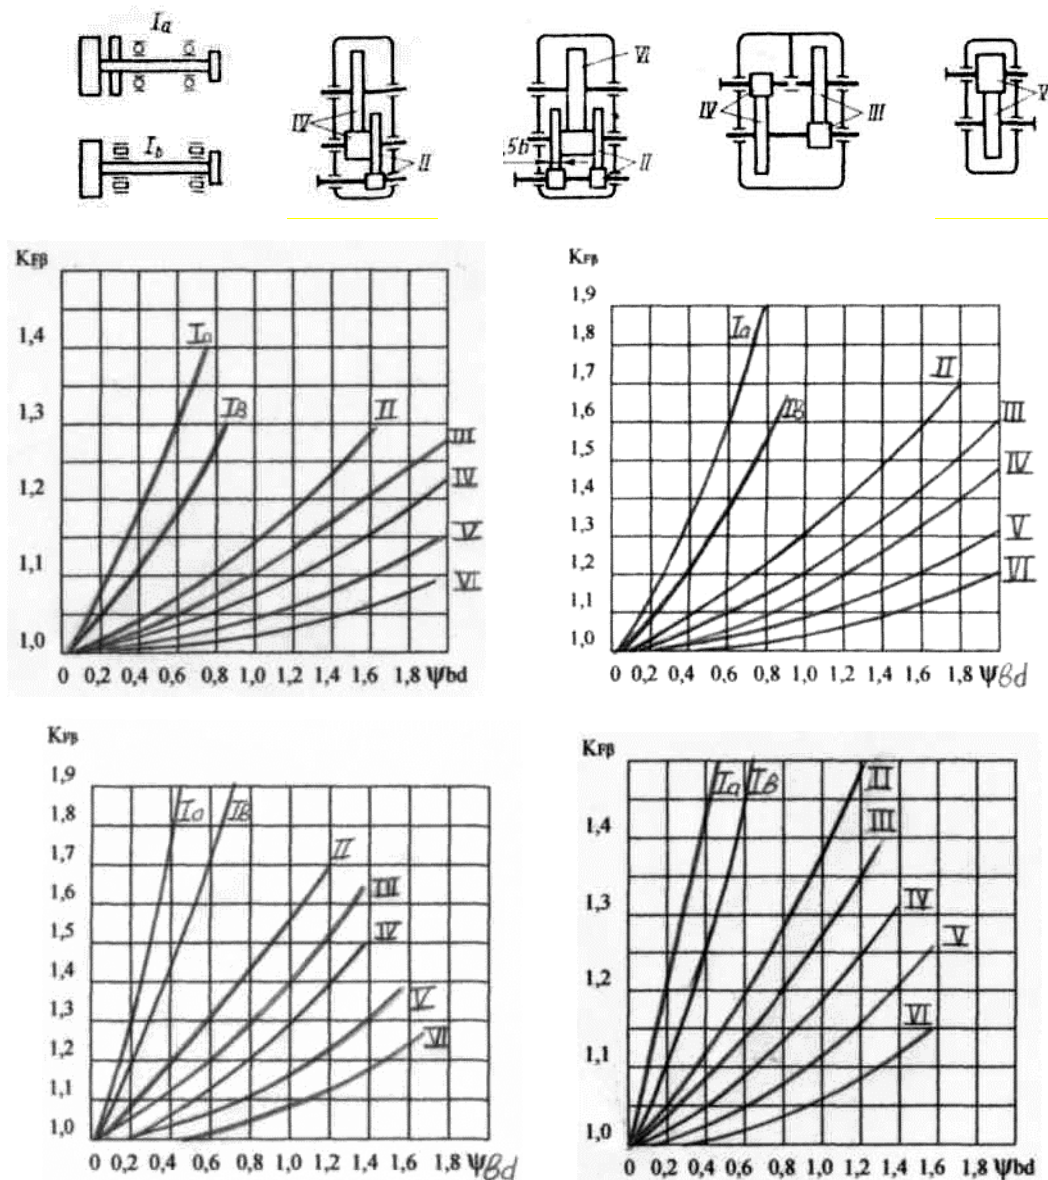 Ia
Ib
IV
II
VI
,5b
II
IV
III
V
KFβ
1,4
1,3
1,2
1,1
1,0
Ia
Iв
II
III
IV
V
VI
0 0,2 0,4 0,6 0,8 1,0 1,2 1,4 1,6 1,8 ψbd
KFβ
1,9
1,8
1,7
1,6
1,5
1,4
1,3
1,2
1,1
1,0
Ia
Iв
II
III
IV
V
VI
0 0,2 0,4 0,6 0,8 1,0 1,2 1,4 1,6 1,8 ψвd
KFβ
1,9
1,8
1,7
1,6
1,5
1,4
1,3
1,2
1,1
1,0
Ia
Iв
II
III
IV
V
VI
0 0,2 0,4 0,6 0,8 1,0 1,2 1,4 1,6 1,8 ψвd
KFβ
1,4
1,3
1,2
1,1
1,0
Ia
Iв
II
III
IV
V
VI
0 0,2 0,4 0,6 0,8 1,0 1,2 1,4 1,6 1,8 ψbd